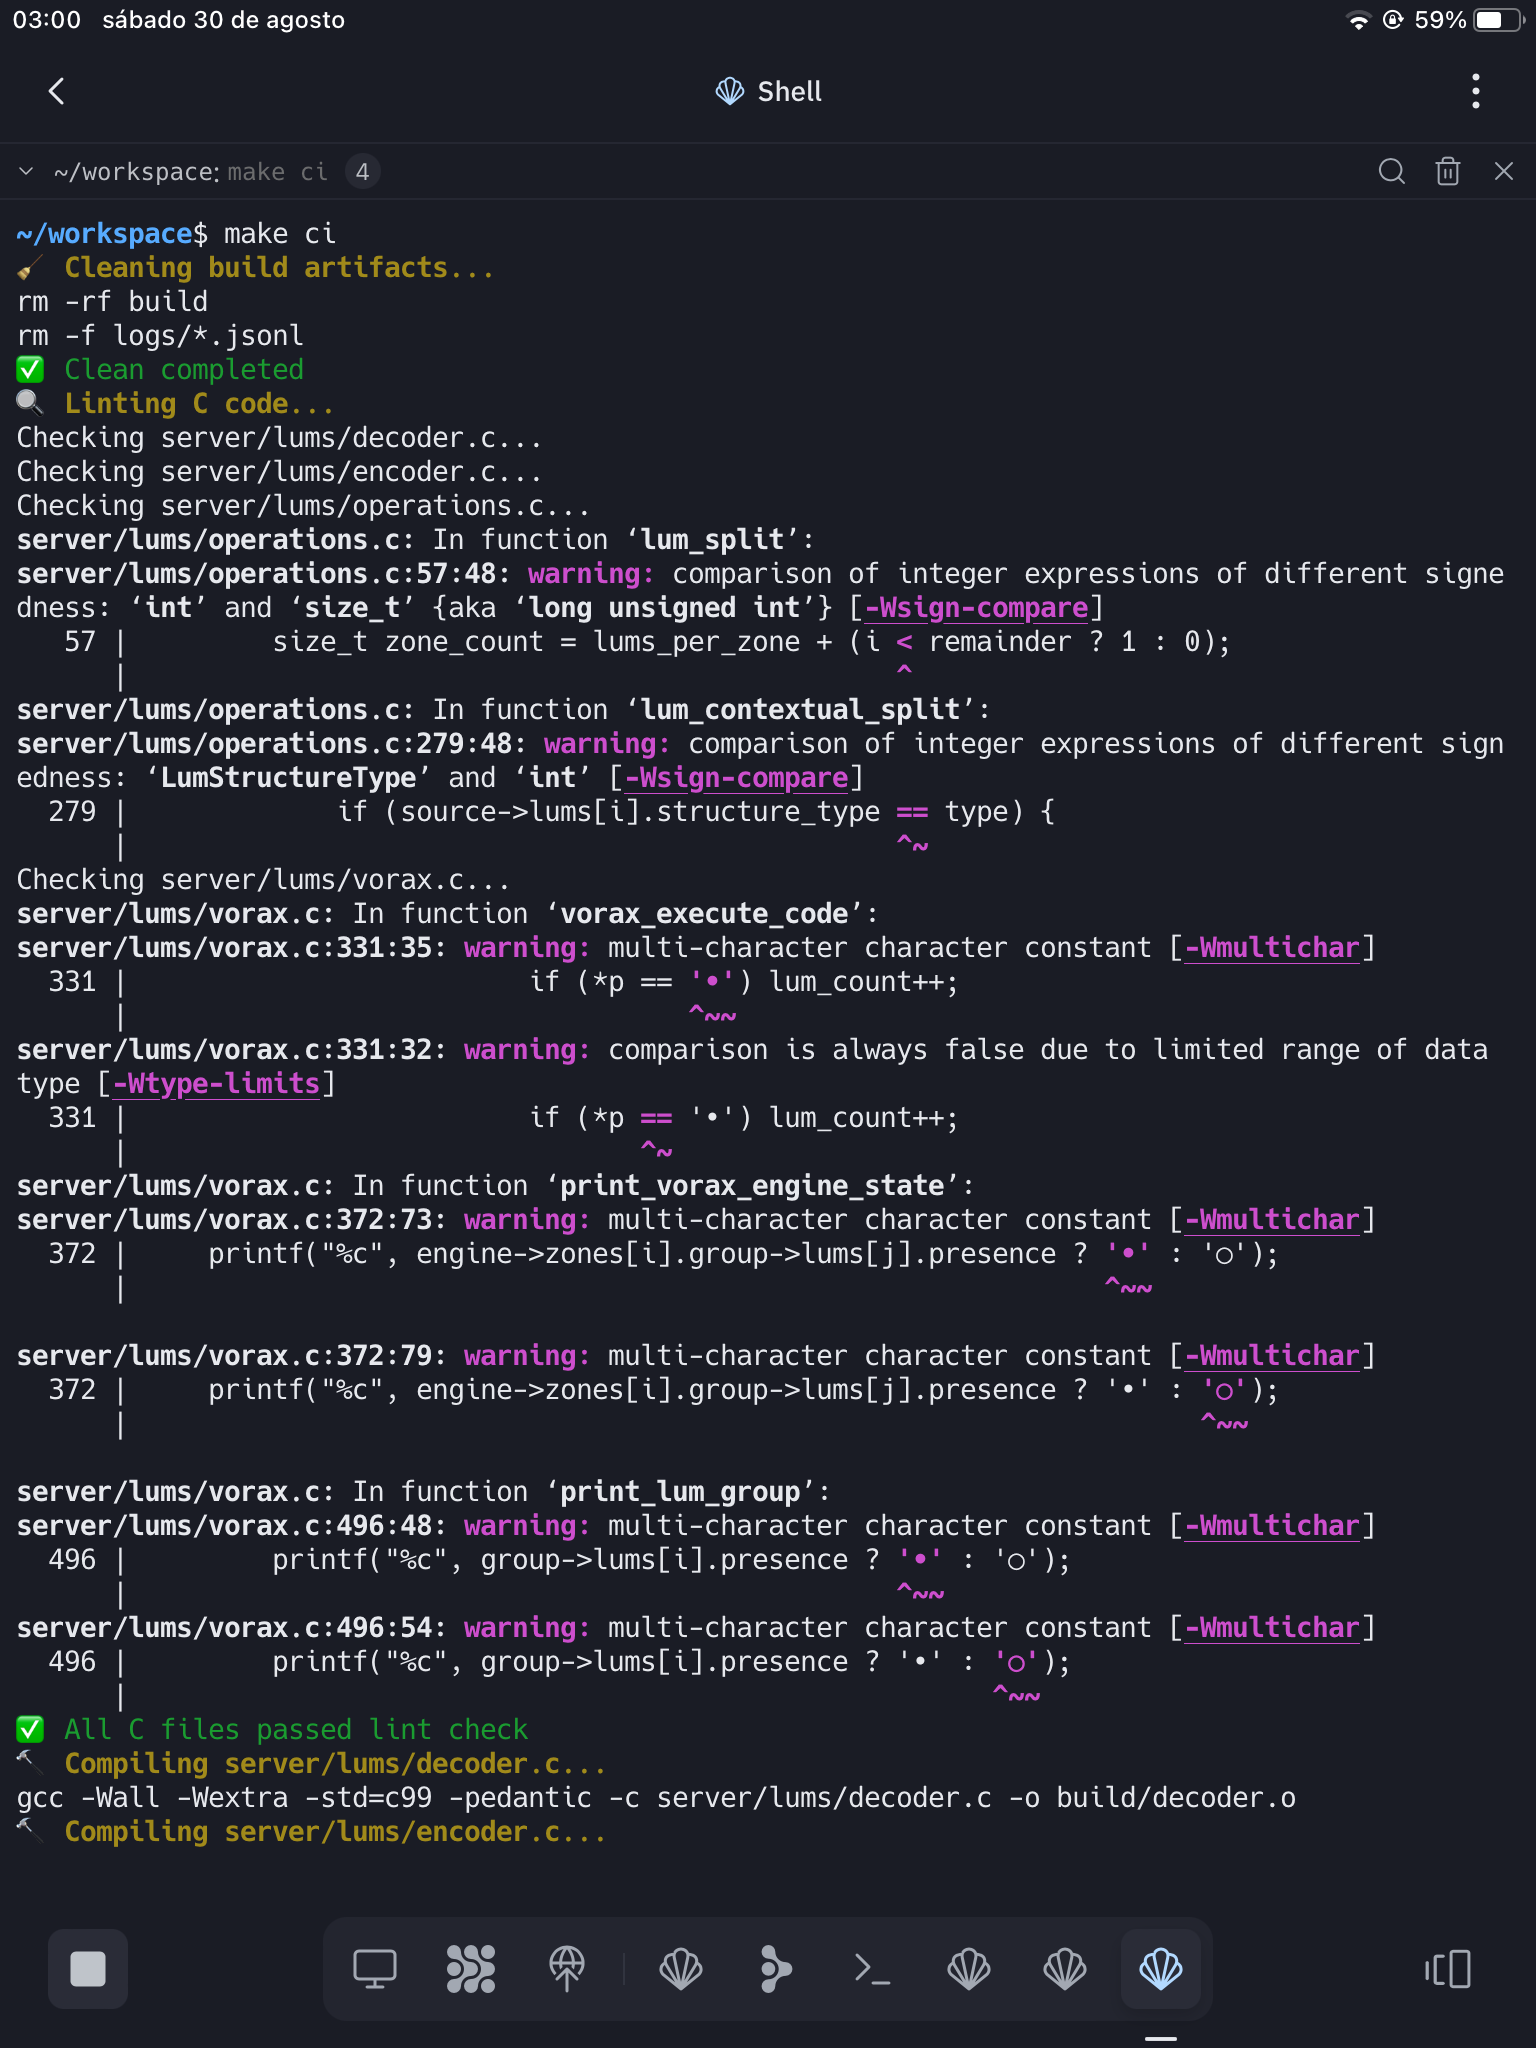 03:00 sábado 30 de agosto 59%
Shell
~/workspace: make ci 4
~/workspace$ make ci
🧹 Cleaning build artifacts...
rm -rf build
rm -f logs/*.jsonl
✅ Clean completed
🔍 Linting C code...
Checking server/lums/decoder.c...
Checking server/lums/encoder.c...
Checking server/lums/operations.c...
server/lums/operations.c: In function ‘lum_split’:
server/lums/operations.c:57:48: warning: comparison of integer expressions of different signe
dness: ‘int’ and ‘size_t’ {aka ‘long unsigned int’} [-Wsign-compare]
   57 |         size_t zone_count = lums_per_zone + (i < remainder ? 1 : 0);
      |                                                ^
server/lums/operations.c: In function ‘lum_contextual_split’:
server/lums/operations.c:279:48: warning: comparison of integer expressions of different sign
edness: ‘LumStructureType’ and ‘int’ [-Wsign-compare]
  279 |             if (source->lums[i].structure_type == type) {
      |                                                ^~
Checking server/lums/vorax.c...
server/lums/vorax.c: In function ‘vorax_execute_code’:
server/lums/vorax.c:331:35: warning: multi-character character constant [-Wmultichar]
  331 |                         if (*p == '•') lum_count++;
      |                                   ^~~
server/lums/vorax.c:331:32: warning: comparison is always false due to limited range of data
type [-Wtype-limits]
  331 |                         if (*p == '•') lum_count++;
      |                                ^~
server/lums/vorax.c: In function ‘print_vorax_engine_state’:
server/lums/vorax.c:372:73: warning: multi-character character constant [-Wmultichar]
  372 |     printf("%c", engine->zones[i].group->lums[j].presence ? '•' : '○');
      |                                                             ^~~
server/lums/vorax.c:372:79: warning: multi-character character constant [-Wmultichar]
  372 |     printf("%c", engine->zones[i].group->lums[j].presence ? '•' : '○');
      |                                                                   ^~~
server/lums/vorax.c: In function ‘print_lum_group’:
server/lums/vorax.c:496:48: warning: multi-character character constant [-Wmultichar]
  496 |         printf("%c", group->lums[i].presence ? '•' : '○');
      |                                                ^~~
server/lums/vorax.c:496:54: warning: multi-character character constant [-Wmultichar]
  496 |         printf("%c", group->lums[i].presence ? '•' : '○');
      |                                                      ^~~
✅ All C files passed lint check
🔨 Compiling server/lums/decoder.c...
gcc -Wall -Wextra -std=c99 -pedantic -c server/lums/decoder.c -o build/decoder.o
🔨 Compiling server/lums/encoder.c...